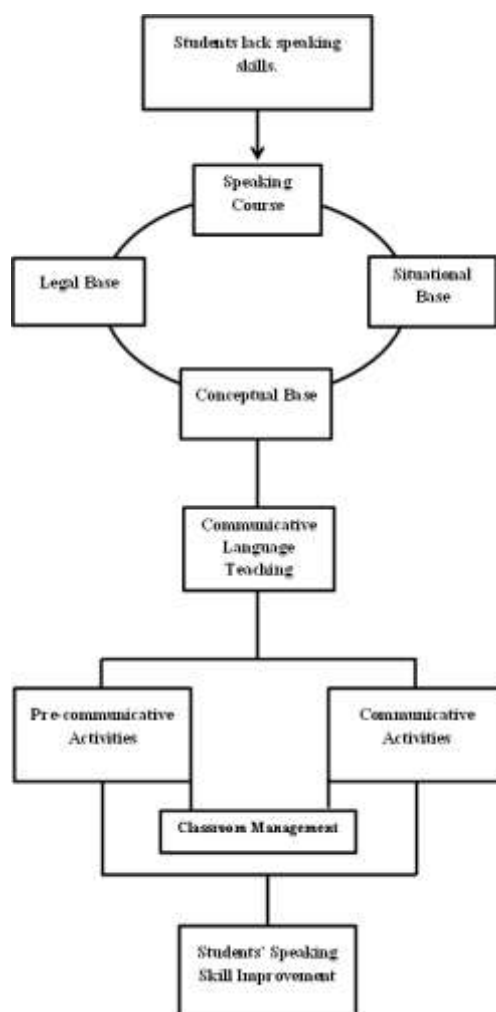 Students lack speaking
skills.
Speaking
Course
Legal Base
Situational
Base
Conceptual Base
Communicative
Language
Teaching
Pre-communicative
Activities
Communicative
Activities
Classroom Management
Students' Speaking
Skill Improvement